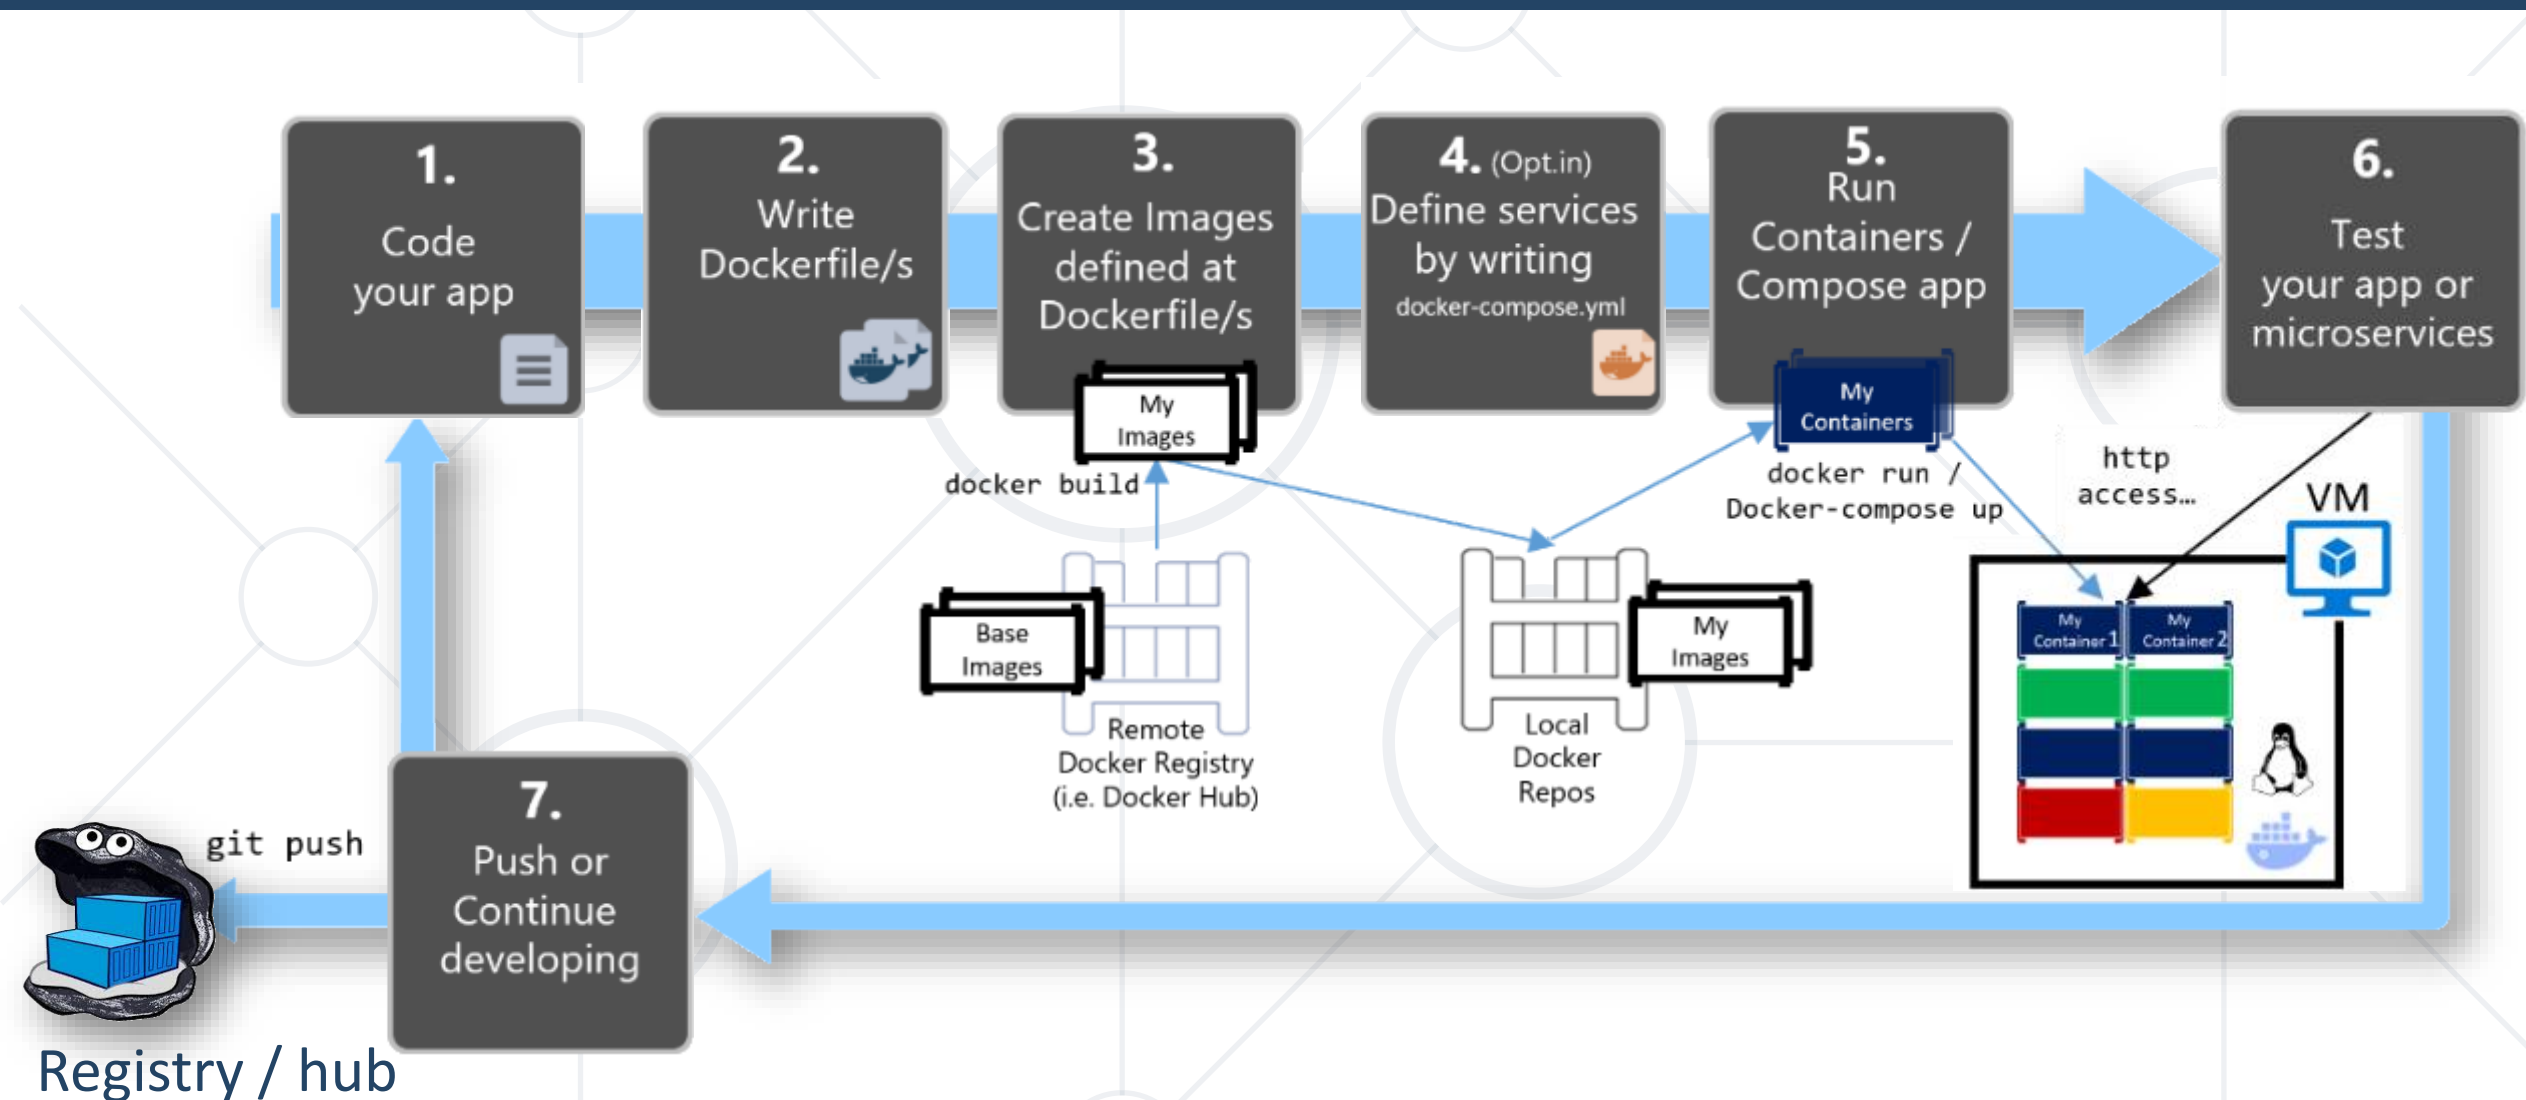 1.
Code
your app
2.
Write
Dockerfile/s
3.
Create Images
defined at
Dockerfile/s
My
Images
4. (Opt.in)
Define services
by writing
docker-compose.yml
5.
Run
Containers /
Compose app
My
Containers
6.
Test
your app or
microservices
docker build
docker run /
Docker-compose up
http
access...
VM
Base
Images
Remote
Docker Registry
(i.e. Docker Hub)
My
Images
Local
Docker
Repos
My
Container 1
My
Container 2
7.
Push or
Continue
developing
git push
Registry / hub